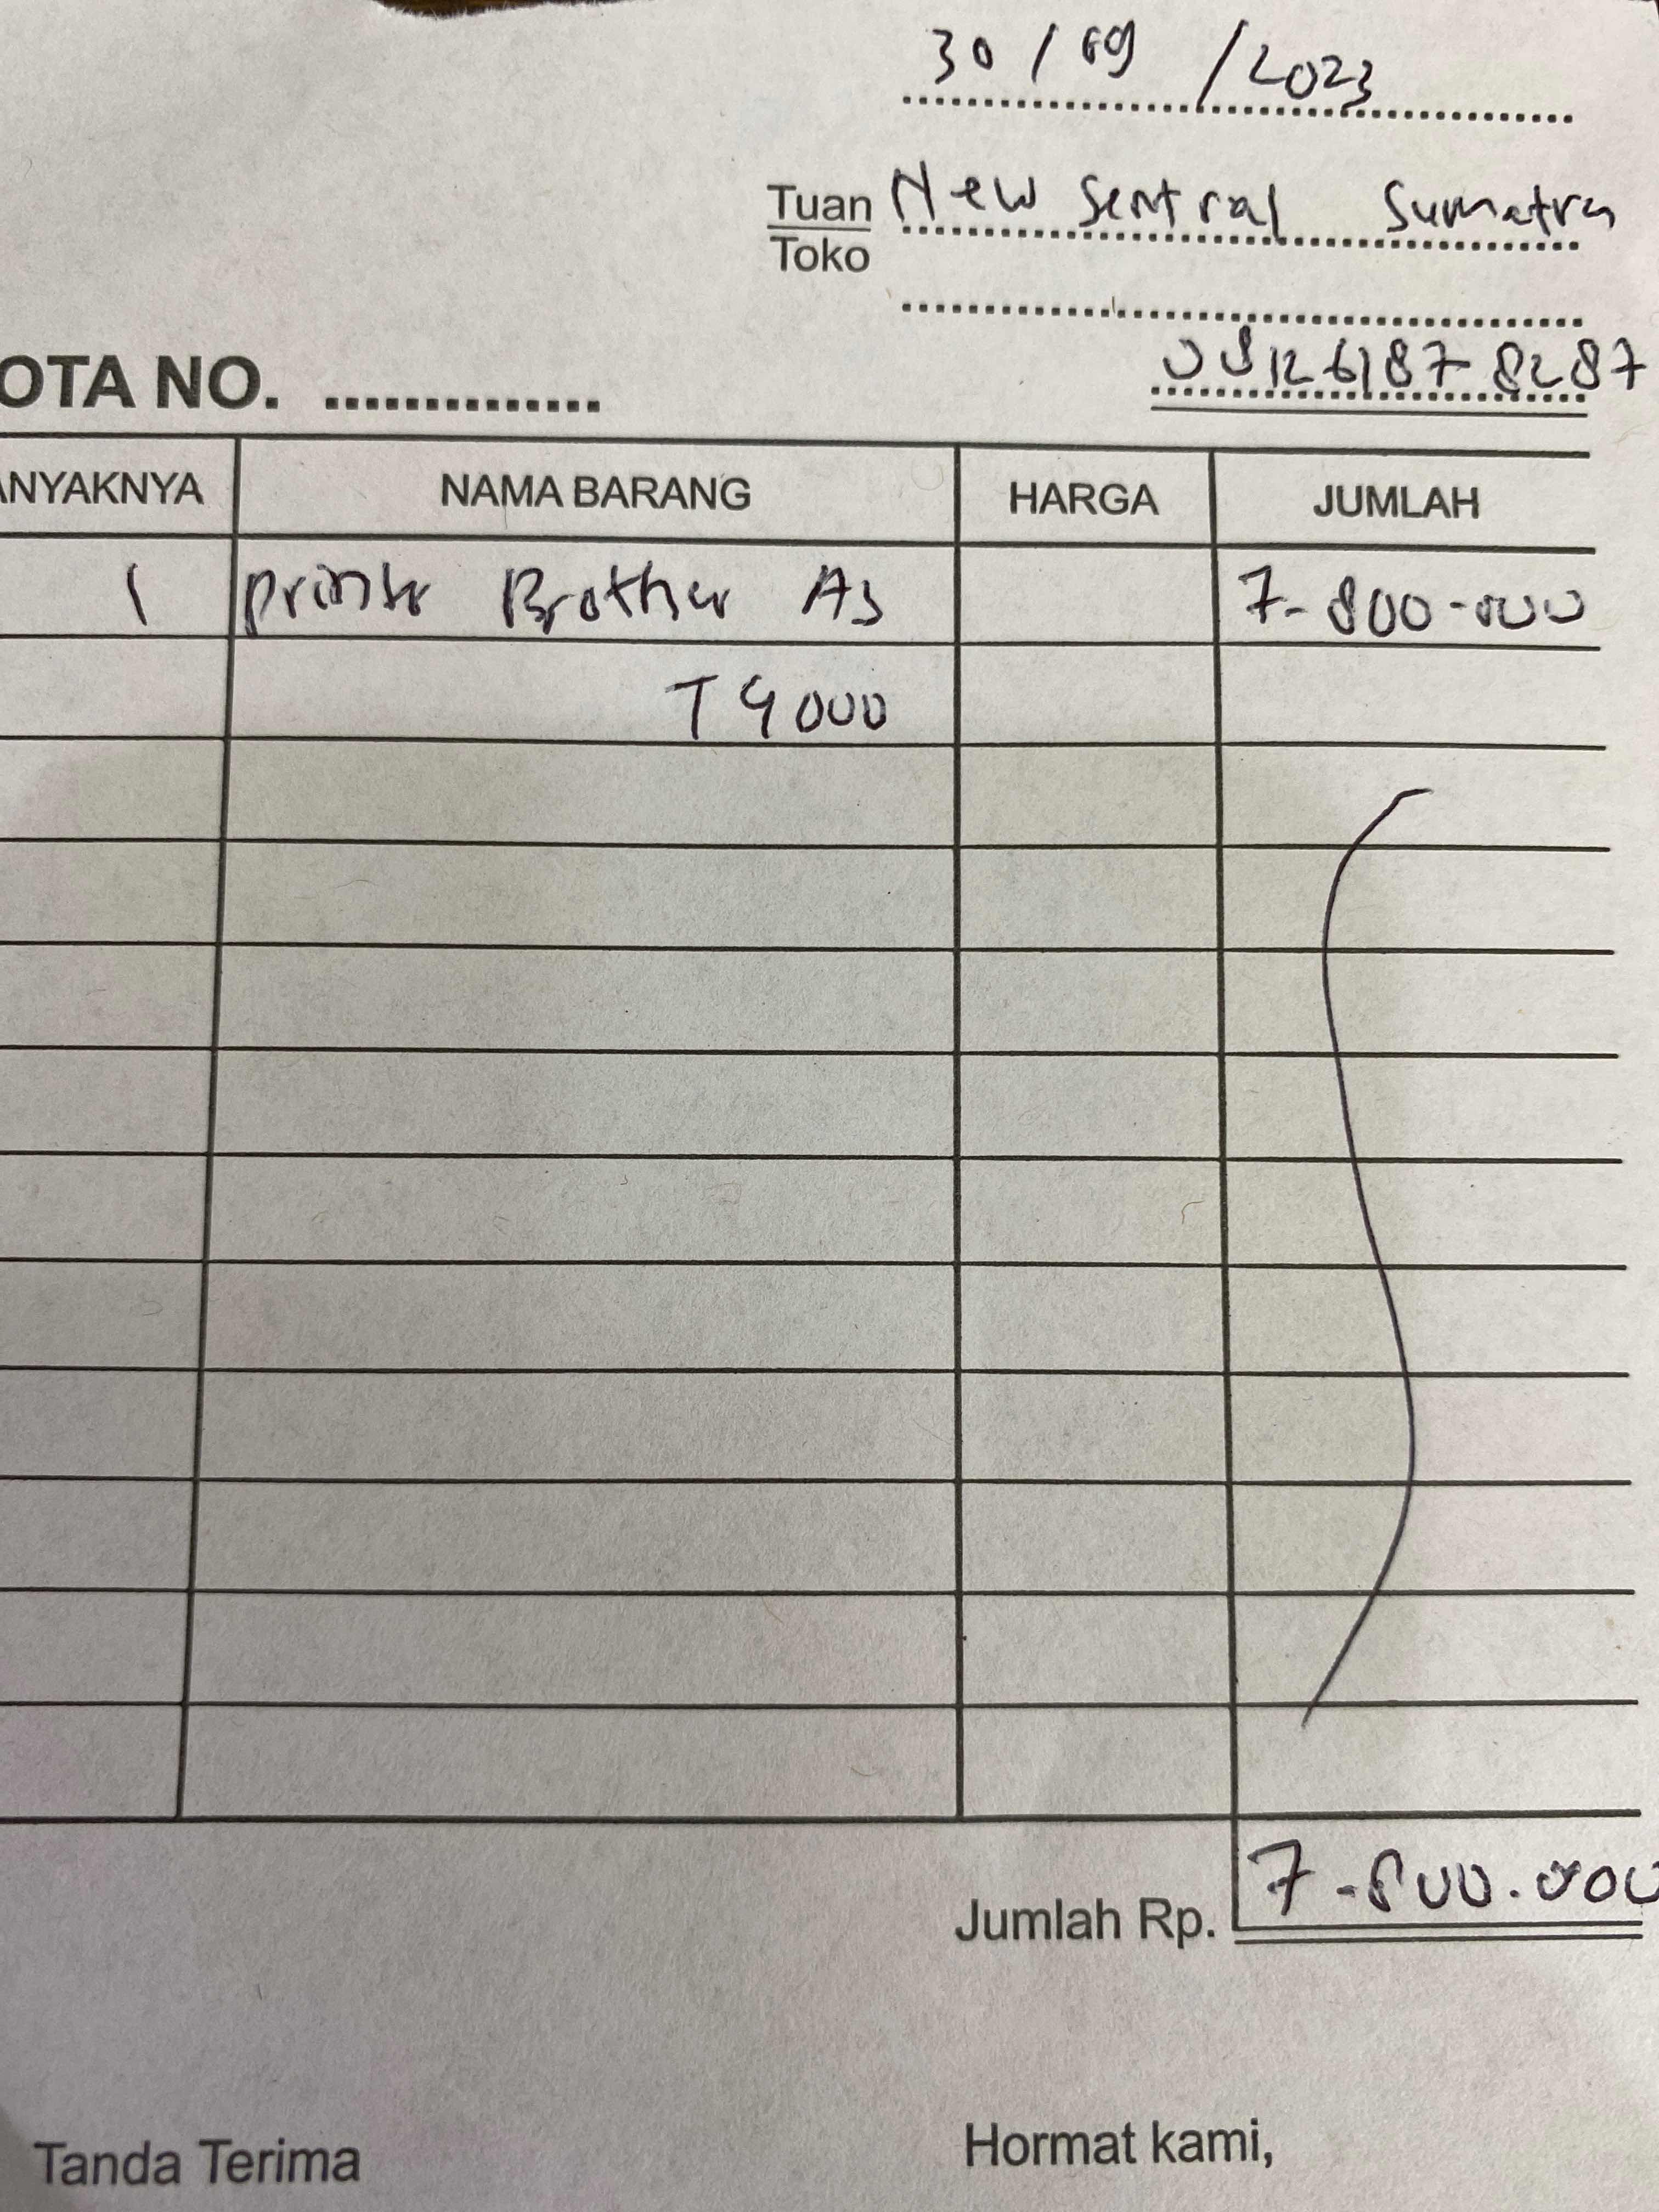 30 / 09 / 2023
Tuan New Sentral Sumatra
Toko
OTA NO. ............... 0812 6187 8287
ANYAKNYA NAMA BARANG HARGA JUMLAH
1 Printer Brother A3 7-800-000
T4000
Jumlah Rp. 7-800.000
Tanda Terima Hormat kami,